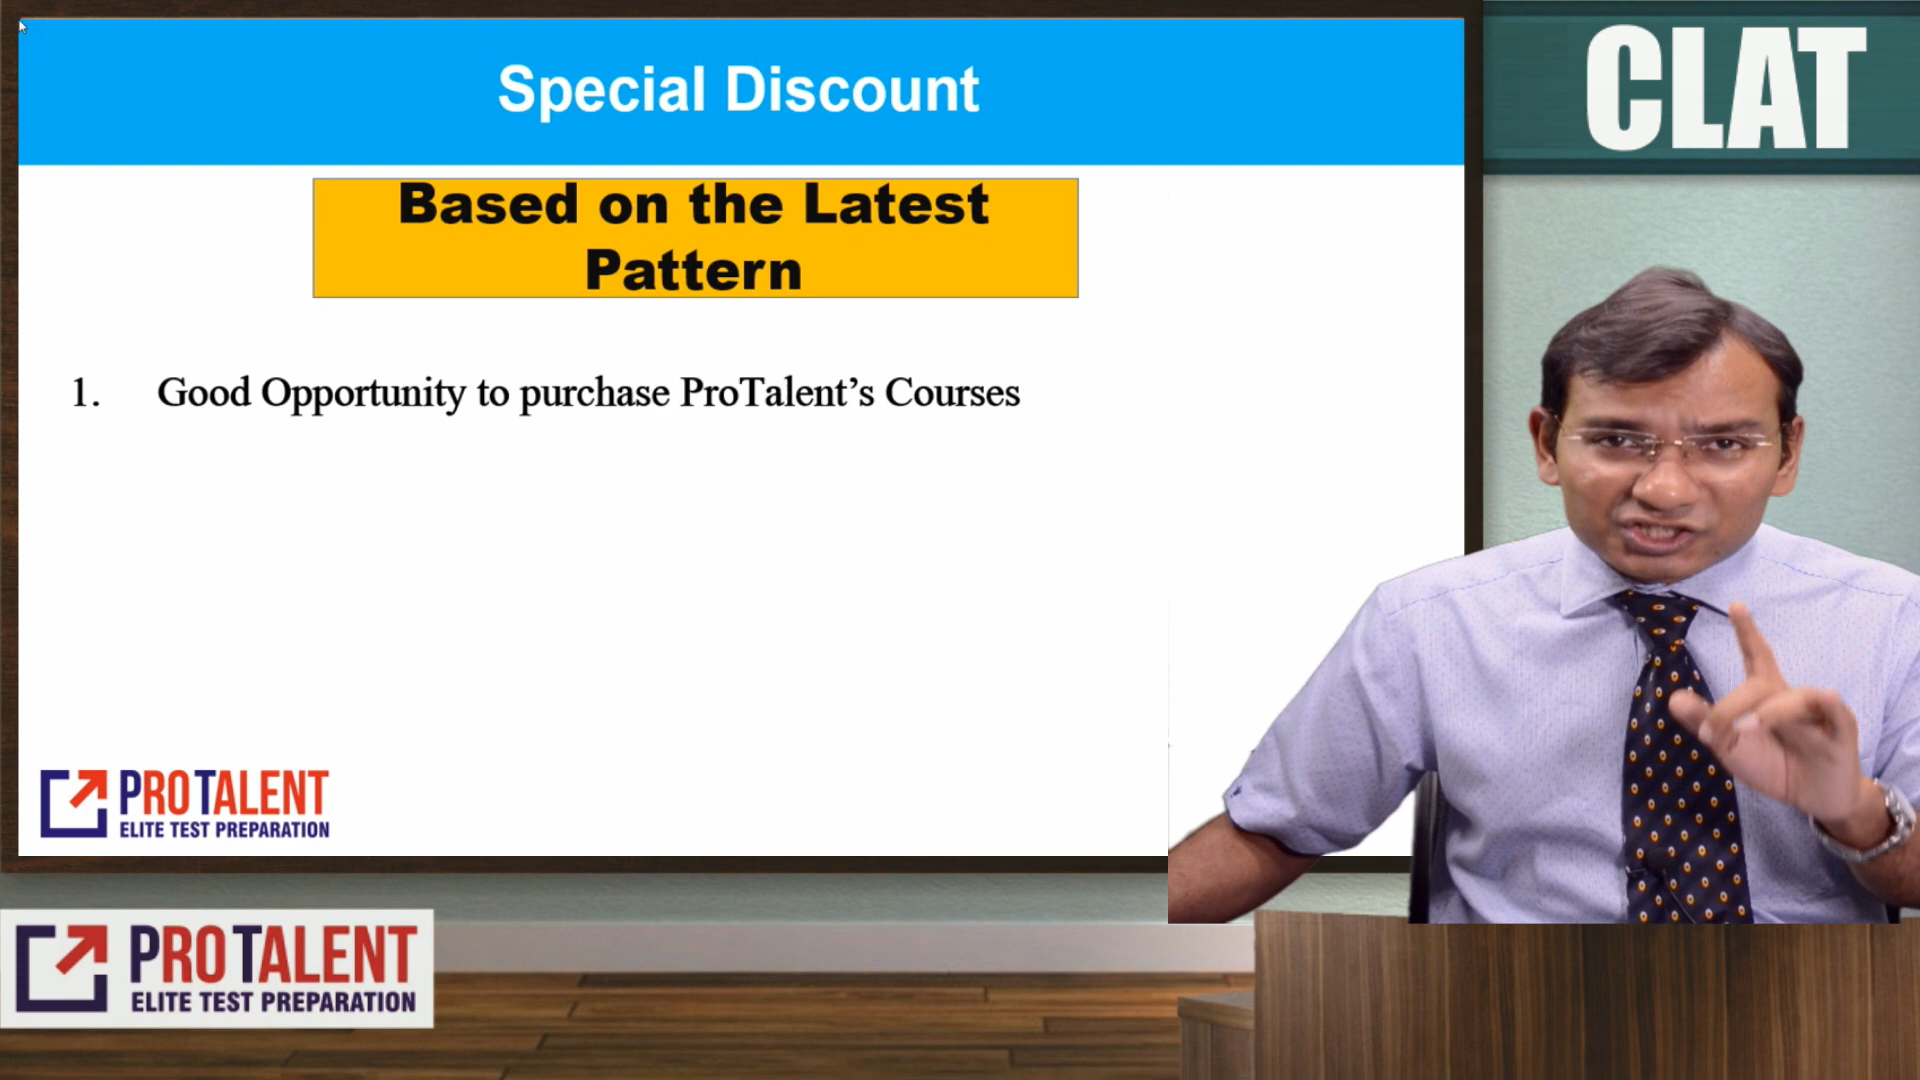 Special Discount
CLAT
Based on the Latest
Pattern
1. Good Opportunity to purchase ProTalent’s Courses
PROTALENT
ELITE TEST PREPARATION
PROTALENT
ELITE TEST PREPARATION